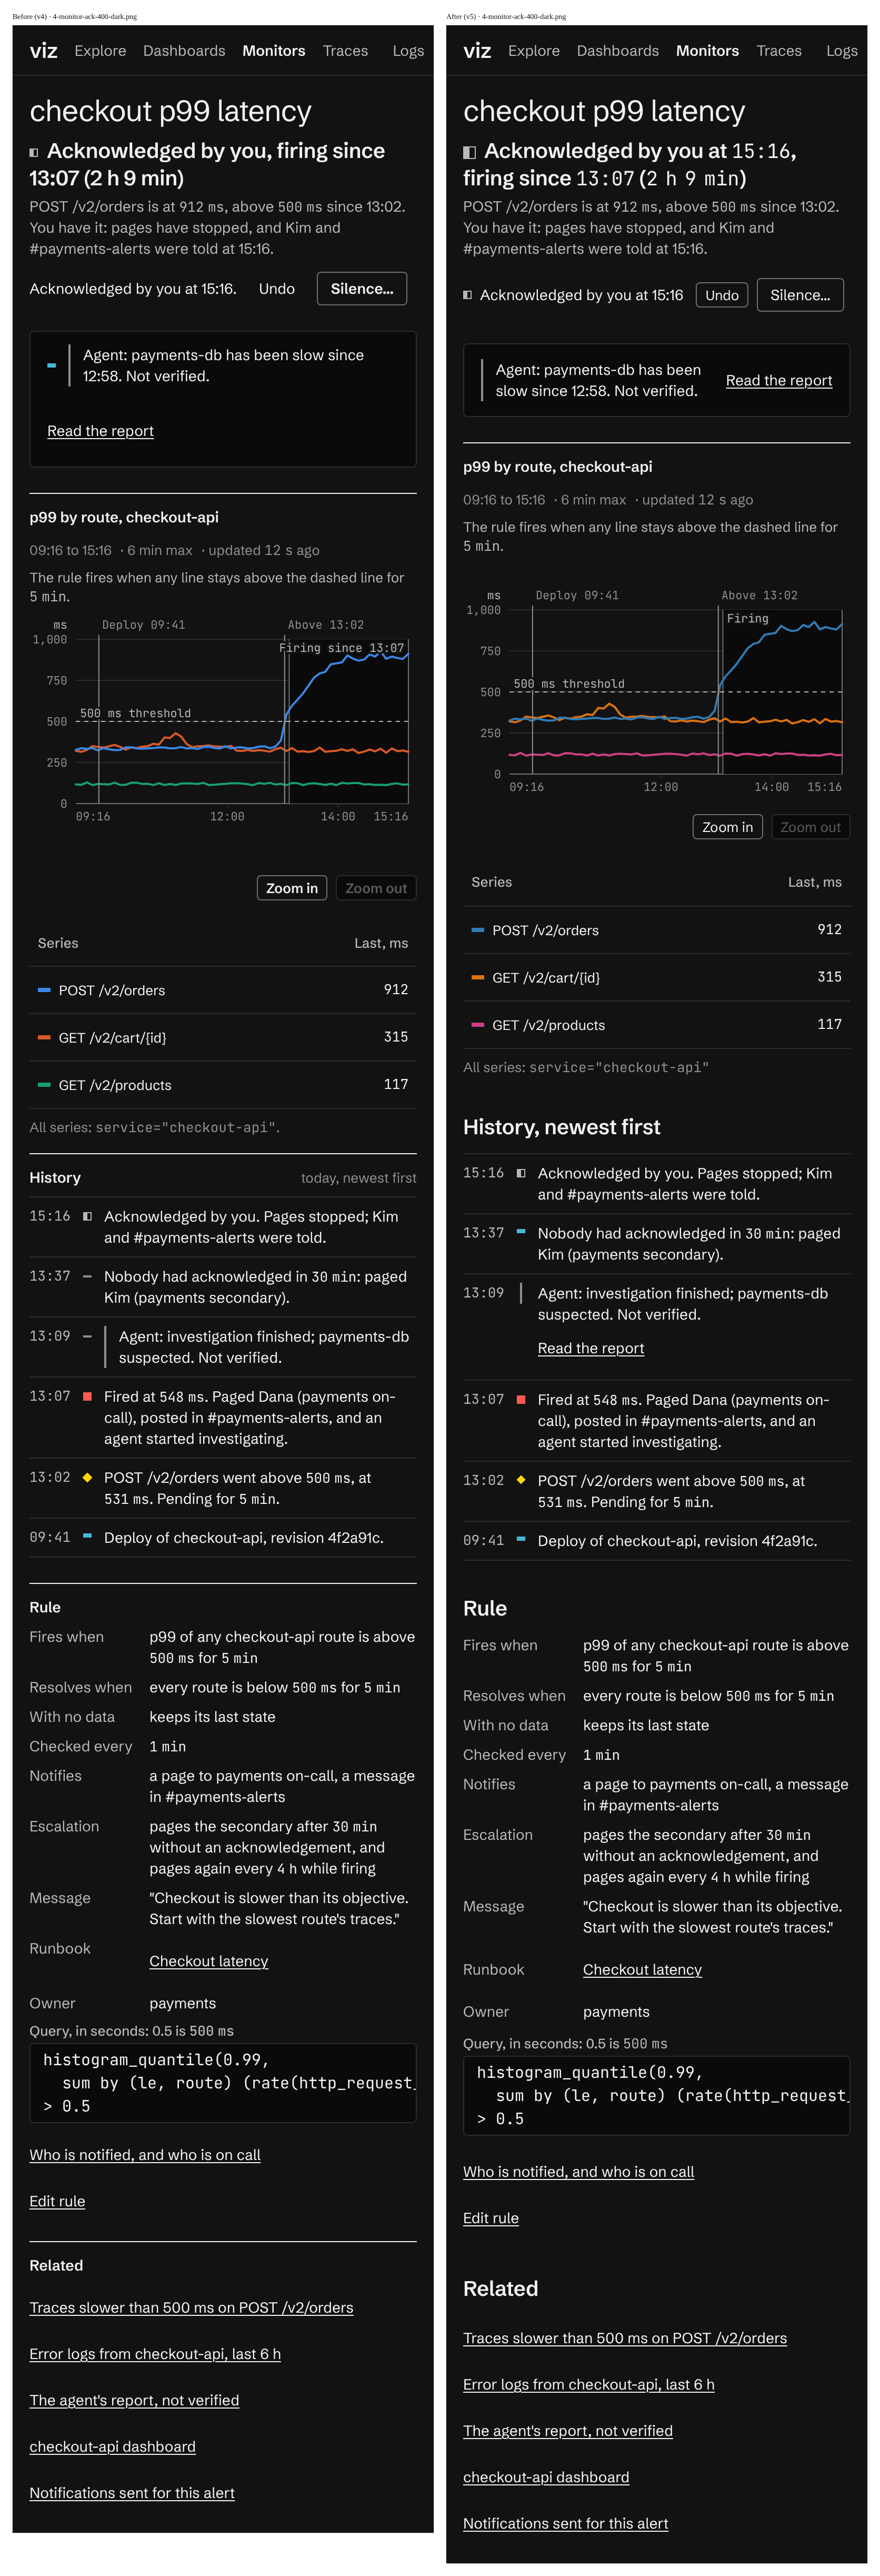 Before (v4) · 4-monitor-ack-400-dark.png
viz Explore Dashboards Monitors Traces Logs
checkout p99 latency
Acknowledged by you, firing since
13:07 (2 h 9 min)
POST /v2/orders is at 912 ms, above 500 ms since 13:02.
You have it: pages have stopped, and Kim and
#payments-alerts were told at 15:16.
Acknowledged by you at 15:16. Undo Silence...
Agent: payments-db has been slow since
12:58. Not verified.
Read the report
p99 by route, checkout-api
09:16 to 15:16 · 6 min max · updated 12 s ago
The rule fires when any line stays above the dashed line for
5 min.
ms Deploy 09:41 Above 13:02
1,000
Firing since 13:07
750
500 ms threshold
500
250
0
09:16 12:00 14:00 15:16
Zoom in Zoom out
Series Last, ms
POST /v2/orders 912
GET /v2/cart/{id} 315
GET /v2/products 117
All series: service="checkout-api".
History today, newest first
15:16 Acknowledged by you. Pages stopped; Kim
and #payments-alerts were told.
13:37 Nobody had acknowledged in 30 min: paged
Kim (payments secondary).
13:09 Agent: investigation finished; payments-db
suspected. Not verified.
13:07 Fired at 548 ms. Paged Dana (payments on-
call), posted in #payments-alerts, and an
agent started investigating.
13:02 POST /v2/orders went above 500 ms, at
531 ms. Pending for 5 min.
09:41 Deploy of checkout-api, revision 4f2a91c.
Rule
Fires when p99 of any checkout-api route is above
500 ms for 5 min
Resolves when every route is below 500 ms for 5 min
With no data keeps its last state
Checked every 1 min
Notifies a page to payments on-call, a message
in #payments-alerts
Escalation pages the secondary after 30 min
without an acknowledgement, and
pages again every 4 h while firing
Message "Checkout is slower than its objective.
Start with the slowest route's traces."
Runbook Checkout latency
Owner payments
Query, in seconds: 0.5 is 500 ms
histogram_quantile(0.99,
sum by (le, route) (rate(http_request_
> 0.5
Who is notified, and who is on call
Edit rule
Related
Traces slower than 500 ms on POST /v2/orders
Error logs from checkout-api, last 6 h
The agent's report, not verified
checkout-api dashboard
Notifications sent for this alert
After (v5) · 4-monitor-ack-400-dark.png
viz Explore Dashboards Monitors Traces Logs
checkout p99 latency
Acknowledged by you at 15:16,
firing since 13:07 (2 h 9 min)
POST /v2/orders is at 912 ms, above 500 ms since 13:02.
You have it: pages have stopped, and Kim and
#payments-alerts were told at 15:16.
Acknowledged by you at 15:16 Undo Silence...
Agent: payments-db has been
slow since 12:58. Not verified.
Read the report
p99 by route, checkout-api
09:16 to 15:16 · 6 min max · updated 12 s ago
The rule fires when any line stays above the dashed line for
5 min.
ms Deploy 09:41 Above 13:02
1,000
Firing
750
500 ms threshold
500
250
0
09:16 12:00 14:00 15:16
Zoom in Zoom out
Series Last, ms
POST /v2/orders 912
GET /v2/cart/{id} 315
GET /v2/products 117
All series: service="checkout-api"
History, newest first
15:16 Acknowledged by you. Pages stopped; Kim
and #payments-alerts were told.
13:37 Nobody had acknowledged in 30 min: paged
Kim (payments secondary).
13:09 Agent: investigation finished; payments-db
suspected. Not verified.
Read the report
13:07 Fired at 548 ms. Paged Dana (payments on-
call), posted in #payments-alerts, and an
agent started investigating.
13:02 POST /v2/orders went above 500 ms, at
531 ms. Pending for 5 min.
09:41 Deploy of checkout-api, revision 4f2a91c.
Rule
Fires when p99 of any checkout-api route is above
500 ms for 5 min
Resolves when every route is below 500 ms for 5 min
With no data keeps its last state
Checked every 1 min
Notifies a page to payments on-call, a message
in #payments-alerts
Escalation pages the secondary after 30 min
without an acknowledgement, and
pages again every 4 h while firing
Message "Checkout is slower than its objective.
Start with the slowest route's traces."
Runbook Checkout latency
Owner payments
Query, in seconds: 0.5 is 500 ms
histogram_quantile(0.99,
sum by (le, route) (rate(http_request_
> 0.5
Who is notified, and who is on call
Edit rule
Related
Traces slower than 500 ms on POST /v2/orders
Error logs from checkout-api, last 6 h
The agent's report, not verified
checkout-api dashboard
Notifications sent for this alert